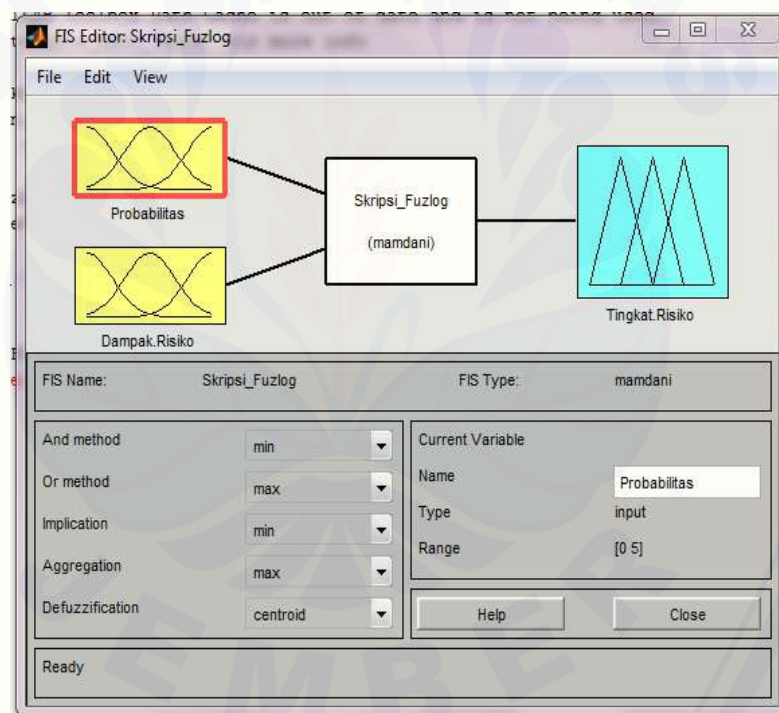 FIS Editor: Skripsi_Fuzlog
File Edit View
Probabilitas
Dampak.Risiko
Skripsi_Fuzlog
(mamdani)
Tingkat.Risiko
FIS Name: Skripsi_Fuzlog FIS Type: mamdani
And method min
Or method max
Implication min
Aggregation max
Defuzzification centroid
Current Variable
Name Probabilitas
Type input
Range [0 5]
Help Close
Ready
EMBER